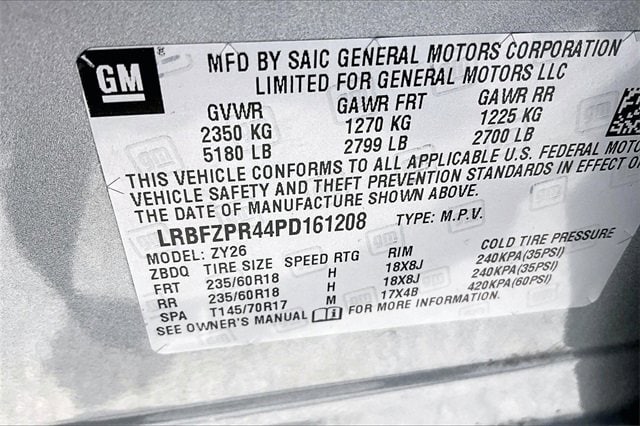 GM
MFD BY SAIC GENERAL MOTORS CORPORATION
LIMITED FOR GENERAL MOTORS LLC
GVWR GAWR FRT GAWR RR
2350 KG 1270 KG 1225 KG
5180 LB 2799 LB 2700 LB
THIS VEHICLE CONFORMS TO ALL APPLICABLE U.S. FEDERAL MOTO
VEHICLE SAFETY AND THEFT PREVENTION STANDARDS IN EFFECT O
THE DATE OF MANUFACTURE SHOWN ABOVE.
LRBFZPR44PD161208 TYPE: M.P.V.
MODEL: ZY26
ZBDQ TIRE SIZE SPEED RTG RIM COLD TIRE PRESSURE
FRT 235/60R18 H 18X8J 240KPA(35PSI)
RR 235/60R18 H 18X8J 240KPA(35PSI)
SPA T145/70R17 M 17X4B 420KPA(60PSI)
SEE OWNER'S MANUAL FOR MORE INFORMATION.